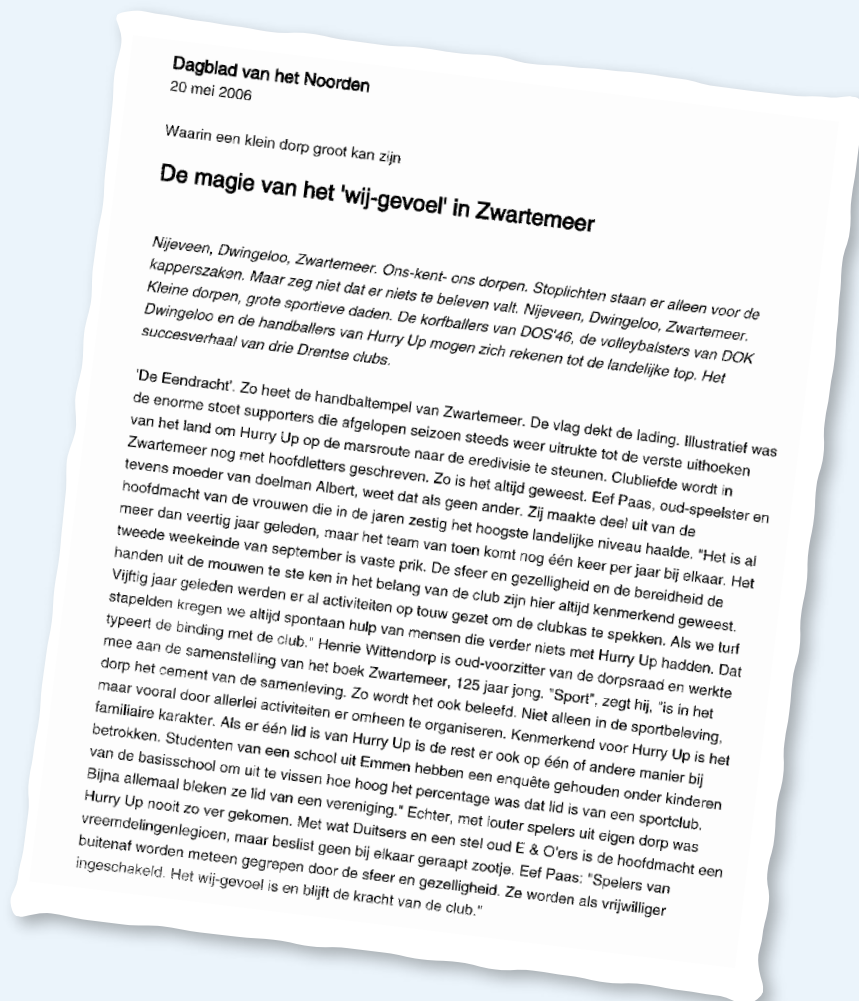 Dagblad van het Noorden
20 mei 2006
Waarin een klein dorp groot kan zijn
De magie van het 'wij-gevoel' in Zwartemeer
Nijeveen, Dwingeloo, Zwartemeer. Ons-kent- ons dorpen. Stoplichten staan er alleen voor de
kapperszaken. Maar zeg niet dat er niets te beleven valt. Nijeveen, Dwingeloo, Zwartemeer.
Kleine dorpen, grote sportieve daden. De korfballers van DOS'46, de volleybalsters van DOK
Dwingeloo en de handballers van Hurry Up mogen zich rekenen tot de landelijke top. Het
succesverhaal van drie Drentse clubs.
'De Eendracht'. Zo heet de handbaltempel van Zwartemeer. De vlag dekt de lading. Illustratief was
de enorme stoet supporters die afgelopen seizoen steeds weer uitrukte tot de verste uithoeken
van het land om Hurry Up op de marsroute naar de eredivisie te steunen. Clubliefde wordt in
Zwartemeer nog met hoofdletters geschreven. Zo is het altijd geweest. Eef Paas, oud-speelster en
tevens moeder van doelman Albert, weet dat als geen ander. Zij maakte deel uit van de
hoofdmacht van de vrouwen die in de jaren zestig het hoogste landelijke niveau haalde. "Het is al
meer dan veertig jaar geleden, maar het team van toen komt nog één keer per jaar bij elkaar. Het
tweede weekeinde van september is vaste prik. De sfeer en gezelligheid en de bereidheid de
handen uit de mouwen te ste ken in het belang van de club zijn hier altijd kenmerkend geweest.
Vijftig jaar geleden werden er al activiteiten op touw gezet om de clubkas te spekken. Als we turf
stapelden kregen we altijd spontaan hulp van mensen die verder niets met Hurry Up hadden. Dat
typeert de binding met de club." Henrie Wittendorp is oud-voorzitter van de dorpsraad en werkte
mee aan de samenstelling van het boek Zwartemeer, 125 jaar jong. "Sport", zegt hij, "is in het
dorp het cement van de samenleving. Zo wordt het ook beleefd. Niet alleen in de sportbeleving,
maar vooral door allerlei activiteiten er omheen te organiseren. Kenmerkend voor Hurry Up is het
familiaire karakter. Als er één lid is van Hurry Up is de rest er ook op één of andere manier bij
betrokken. Studenten van een school uit Emmen hebben een enquête gehouden onder kinderen
van de basisschool om uit te vissen hoe hoog het percentage was dat lid is van een sportclub.
Bijna allemaal bleken ze lid van een vereniging." Echter, met louter spelers uit eigen dorp was
Hurry Up nooit zo ver gekomen. Met wat Duitsers en een stel oud E & O'ers is de hoofdmacht een
vreemdelingenlegioen, maar beslist geen bij elkaar geraapt zootje. Eef Paas: "Spelers van
buitenaf worden meteen gegrepen door de sfeer en gezelligheid. Ze worden als vrijwilliger
ingeschakeld. Het wij-gevoel is en blijft de kracht van de club."